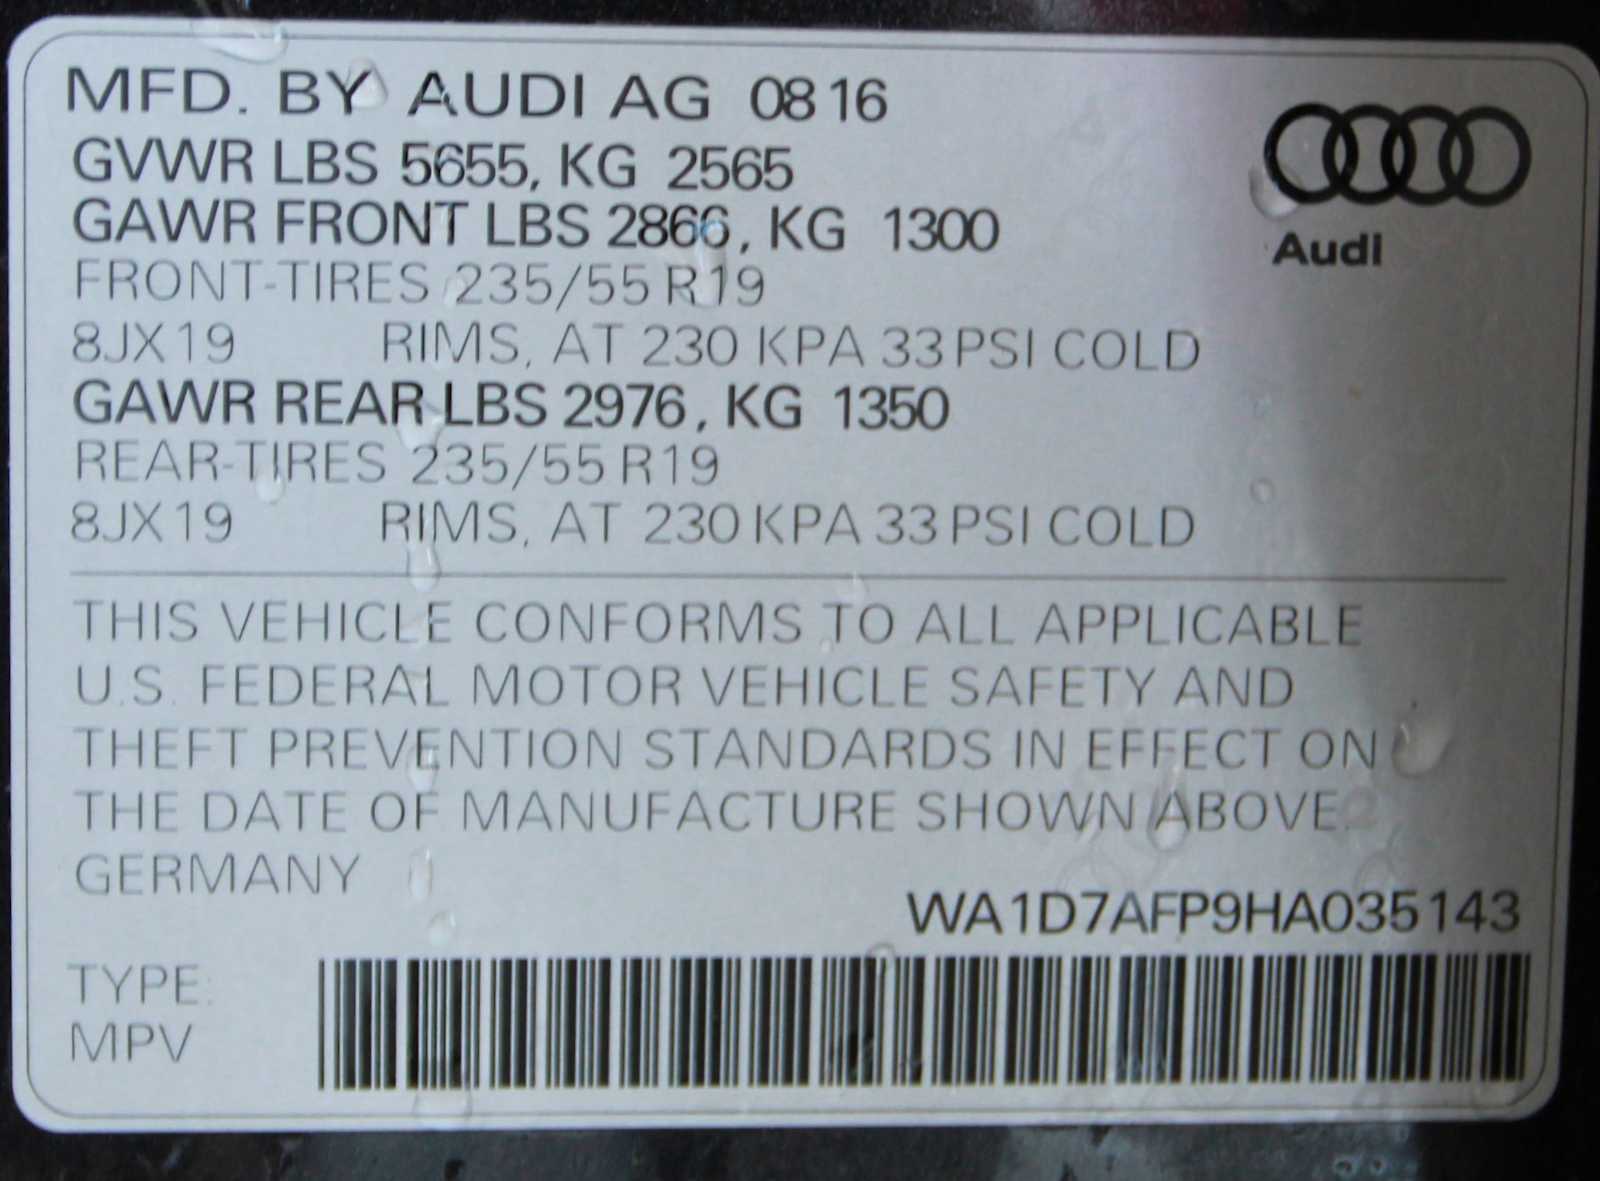 MFD. BY AUDI AG 08 16
GVWR LBS 5655, KG 2565
GAWR FRONT LBS 2866, KG 1300
FRONT-TIRES 235/55 R19
8JX19 RIMS, AT 230 KPA 33 PSI COLD
GAWR REAR LBS 2976, KG 1350
REAR-TIRES 235/55 R19
8JX19 RIMS, AT 230 KPA 33 PSI COLD
Audi
THIS VEHICLE CONFORMS TO ALL APPLICABLE
U.S. FEDERAL MOTOR VEHICLE SAFETY AND
THEFT PREVENTION STANDARDS IN EFFECT ON
THE DATE OF MANUFACTURE SHOWN ABOVE.
GERMANY
WA1D7AFP9HA035143
TYPE:
MPV